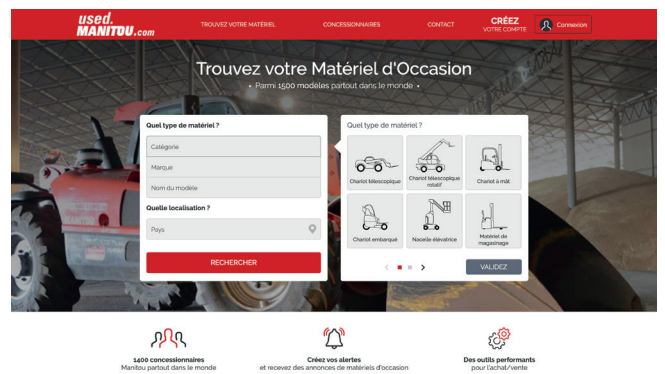 used.
MANITOU.com
TROUVEZ VOTRE MATÉRIEL
CONCESSIONNAIRES
CONTACT
CRÉEZ
VOTRE COMPTE
Connexion
Trouvez votre Matériel d'Occasion
• Parmi 1500 modèles partout dans le monde •
Quel type de matériel ?
Catégorie
Marque
Nom du modèle
Quelle localisation ?
Pays
RECHERCHER
Quel type de matériel ?
Chariot télescopique
Chariot télescopique
rotatif
Chariot à mât
Chariot embarqué
Nacelle élévatrice
Matériel de
magasinage
VALIDEZ
MANITOU
1400 concessionnaires
Manitou partout dans le monde
Créez vos alertes
et recevez des annonces de matériels d'occasion
Des outils performants
pour l'achat/vente